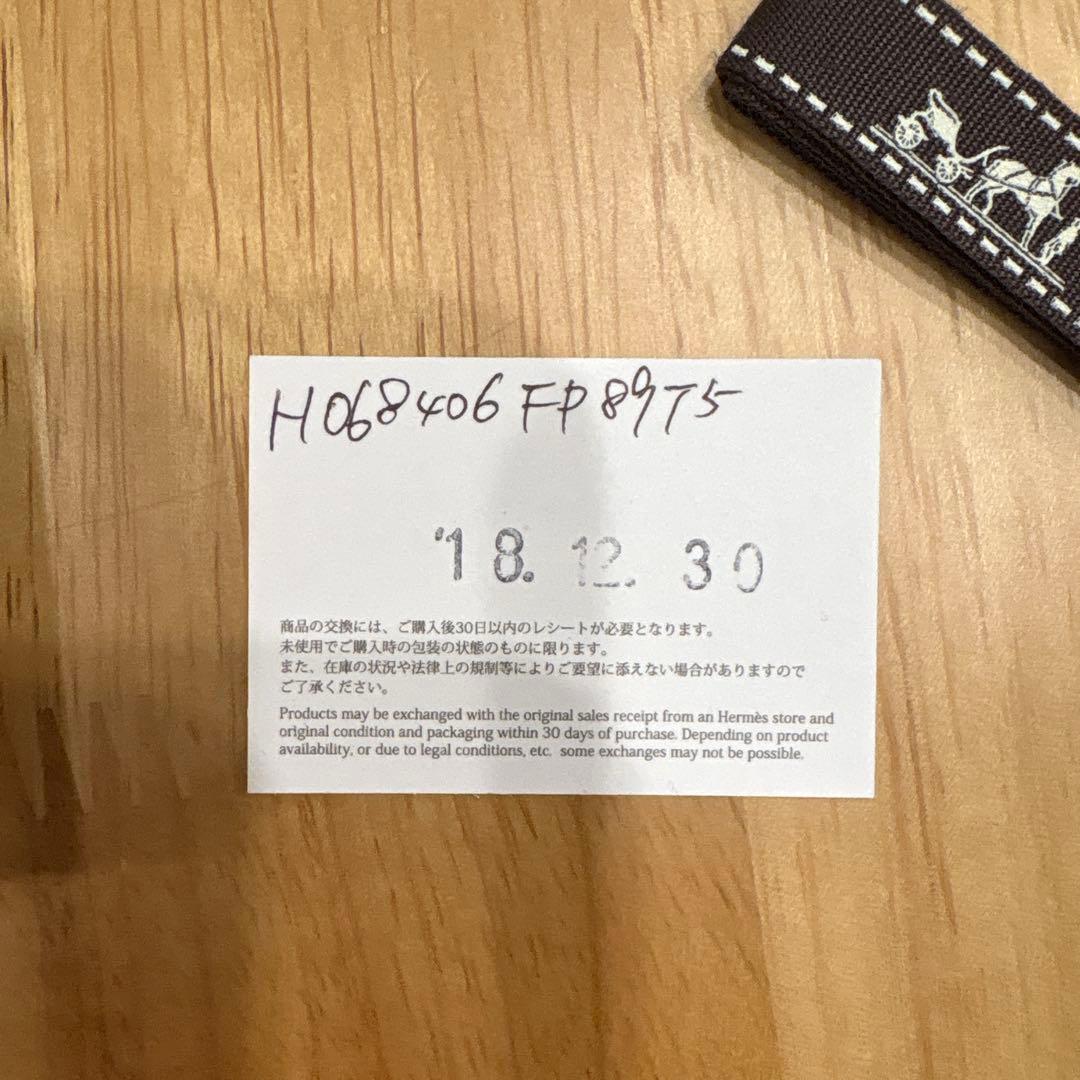 H068406FP89T5
'18. 12. 30
商品の交換には、ご購入後30日以内のレシートが必要となります。
未使用でご購入時の包装の状態のものに限ります。
また、在庫の状況や法律上の規制等によりご要望に添えない場合がありますので
ご了承ください。
Products may be exchanged with the original sales receipt from an Hermès store and
original condition and packaging within 30 days of purchase. Depending on product
availability, or due to legal conditions, etc. some exchanges may not be possible.